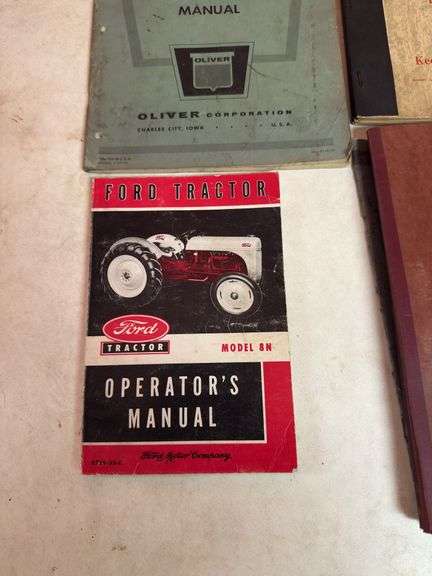 MANUAL
OLIVER
OLIVER CORPORATION
CHARLES CITY, IOWA · · · · · U.S.A.
FORD TRACTOR
Ford
TRACTOR
MODEL 8N
OPERATOR'S
MANUAL
Ford Motor Company